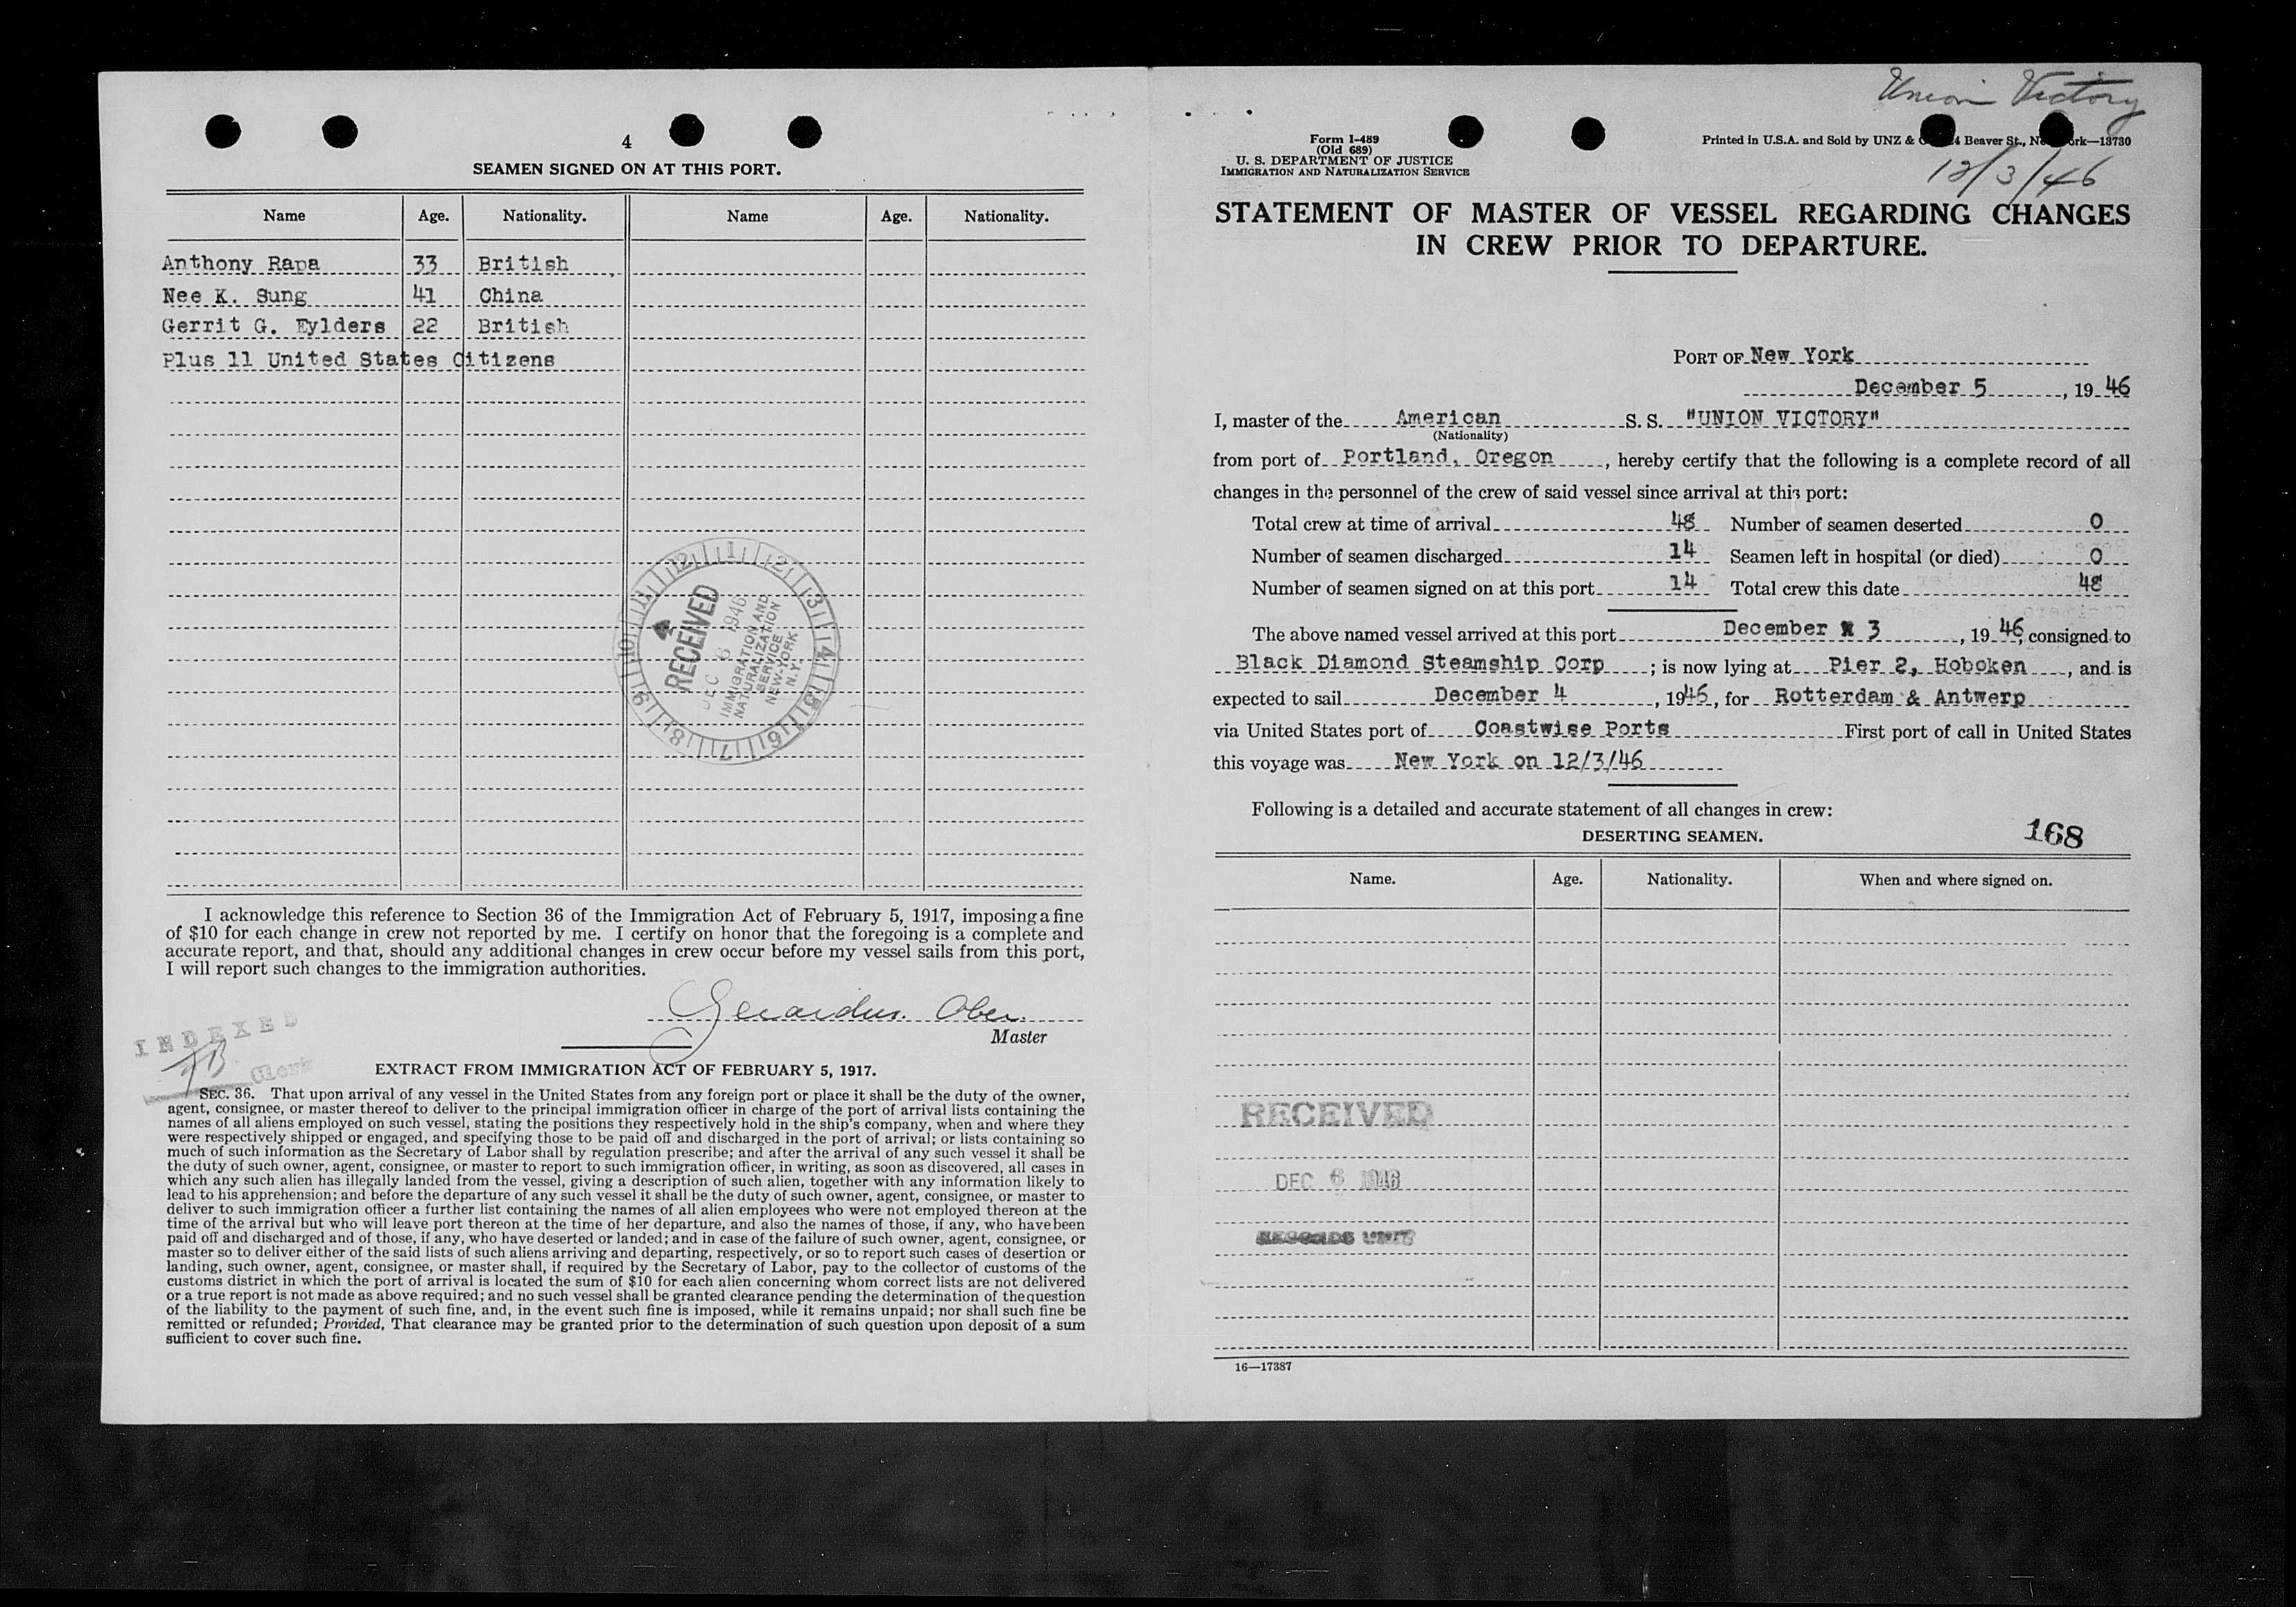 4
SEAMEN SIGNED ON AT THIS PORT.
Name Age. Nationality. Name Age. Nationality.
Anthony Rapa 33 British
Nee K. Sung 41 China
Gerrit G. Eylders 22 British
Plus 11 United States Citizens
12 1 2 3 4 5 6 7 8 9 10 11
RECEIVED
DEC 6 1946
IMMIGRATION AND
NATURALIZATION
SERVICE
NEW-YORK
N.Y.
I acknowledge this reference to Section 36 of the Immigration Act of February 5, 1917, imposing a fine
of $10 for each change in crew not reported by me. I certify on honor that the foregoing is a complete and
accurate report, and that, should any additional changes in crew occur before my vessel sails from this port,
I will report such changes to the immigration authorities.
Gerardus. Ober.
Master
INDEXED
Clerk
EXTRACT FROM IMMIGRATION ACT OF FEBRUARY 5, 1917.
SEC. 36. That upon arrival of any vessel in the United States from any foreign port or place it shall be the duty of the owner,
agent, consignee, or master thereof to deliver to the principal immigration officer in charge of the port of arrival lists containing the
names of all aliens employed on such vessel, stating the positions they respectively hold in the ship's company, when and where they
were respectively shipped or engaged, and specifying those to be paid off and discharged in the port of arrival; or lists containing so
much of such information as the Secretary of Labor shall by regulation prescribe; and after the arrival of any such vessel it shall be
the duty of such owner, agent, consignee, or master to report to such immigration officer, in writing, as soon as discovered, all cases in
which any such alien has illegally landed from the vessel, giving a description of such alien, together with any information likely to
lead to his apprehension; and before the departure of any such vessel it shall be the duty of such owner, agent, consignee, or master to
deliver to such immigration officer a further list containing the names of all alien employees who were not employed thereon at the
time of the arrival but who will leave port thereon at the time of her departure, and also the names of those, if any, who have been
paid off and discharged and of those, if any, who have deserted or landed; and in case of the failure of such owner, agent, consignee, or
master so to deliver either of the said lists of such aliens arriving and departing, respectively, or so to report such cases of desertion or
landing, such owner, agent, consignee, or master shall, if required by the Secretary of Labor, pay to the collector of customs of the
customs district in which the port of arrival is located the sum of $10 for each alien concerning whom correct lists are not delivered
or a true report is not made as above required; and no such vessel shall be granted clearance pending the determination of the question
of the liability to the payment of such fine, and, in the event such fine is imposed, while it remains unpaid; nor shall such fine be
remitted or refunded; Provided, That clearance may be granted prior to the determination of such question upon deposit of a sum
sufficient to cover such fine.
Union Victory
12/3/46
Form I-489
(Old 689)
U. S. DEPARTMENT OF JUSTICE
IMMIGRATION AND NATURALIZATION SERVICE
Printed in U.S.A. and Sold by UNZ & Beaver St., ork—13730
STATEMENT OF MASTER OF VESSEL REGARDING CHANGES
IN CREW PRIOR TO DEPARTURE.
PORT OF New York
December 5, 1946
I, master of the American S. S. "UNION VICTORY"
(Nationality)
from port of Portland, Oregon, hereby certify that the following is a complete record of all
changes in the personnel of the crew of said vessel since arrival at this port:
Total crew at time of arrival 48 Number of seamen deserted 0
Number of seamen discharged 14 Seamen left in hospital (or died) 0
Number of seamen signed on at this port 14 Total crew this date 48
The above named vessel arrived at this port December 3, 1946, consigned to
Black Diamond Steamship Corp; is now lying at Pier 2, Hoboken, and is
expected to sail December 4, 1946, for Rotterdam & Antwerp
via United States port of Coastwise Ports First port of call in United States
this voyage was New York on 12/3/46
Following is a detailed and accurate statement of all changes in crew:
DESERTING SEAMEN.
168
Name. Age. Nationality. When and where signed on.
RECEIVED
DEC 6 1946
RECORDS UNIT
16—17387